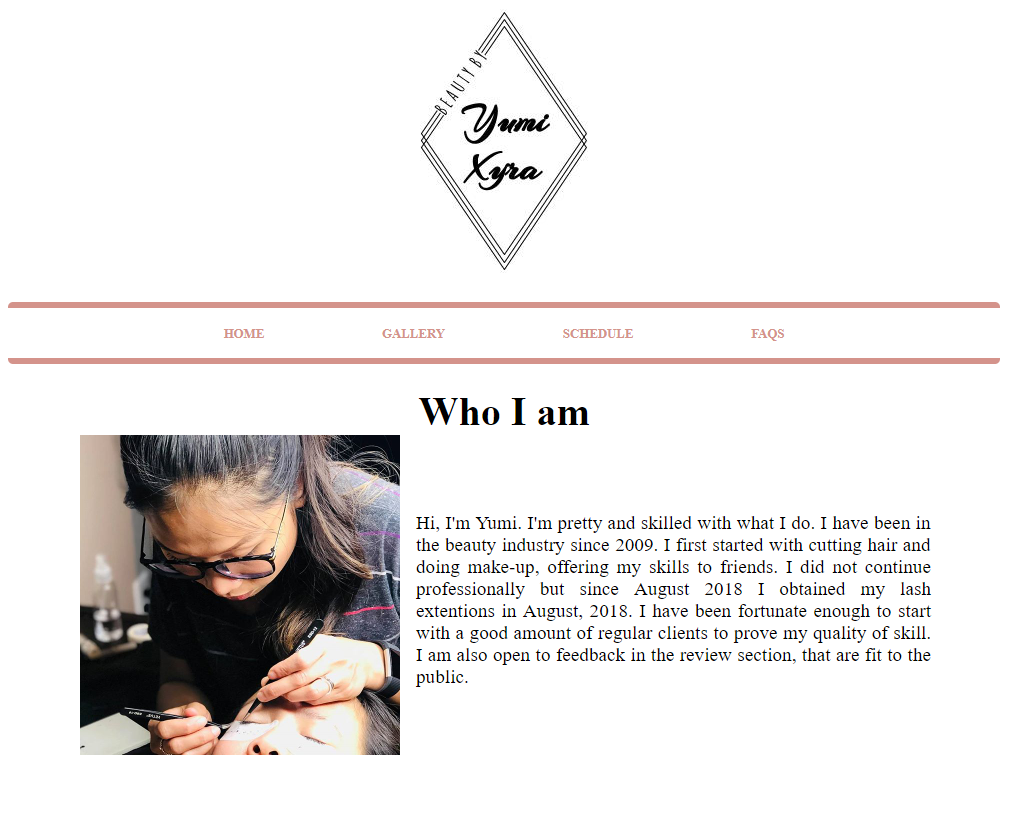 BEAUTY BY
Yumi
Xyra
HOME GALLERY SCHEDULE FAQS
Who I am
Hi, I'm Yumi. I'm pretty and skilled with what I do. I have been in
the beauty industry since 2009. I first started with cutting hair and
doing make-up, offering my skills to friends. I did not continue
professionally but since August 2018 I obtained my lash
extentions in August, 2018. I have been fortunate enough to start
with a good amount of regular clients to prove my quality of skill.
I am also open to feedback in the review section, that are fit to the
public.